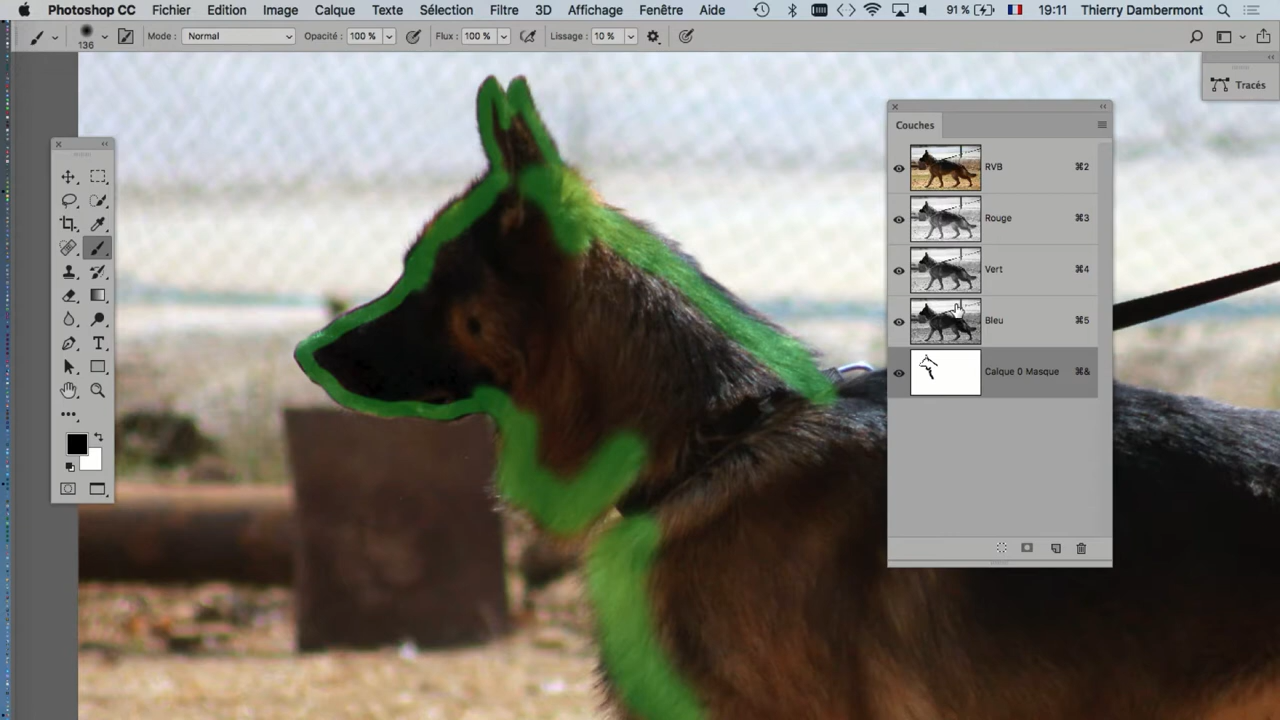 Photoshop CC Fichier Edition Image Calque Texte Sélection Filtre 3D Affichage Fenêtre Aide 91 % 19:11 Thierry Dambermont
136 Mode : Normal Opacité : 100 % Flux : 100 % Lissage : 10 %
Tracés
Couches
RVB ⌘2
Rouge ⌘3
Vert ⌘4
Bleu ⌘5
Calque 0 Masque ⌘&
T